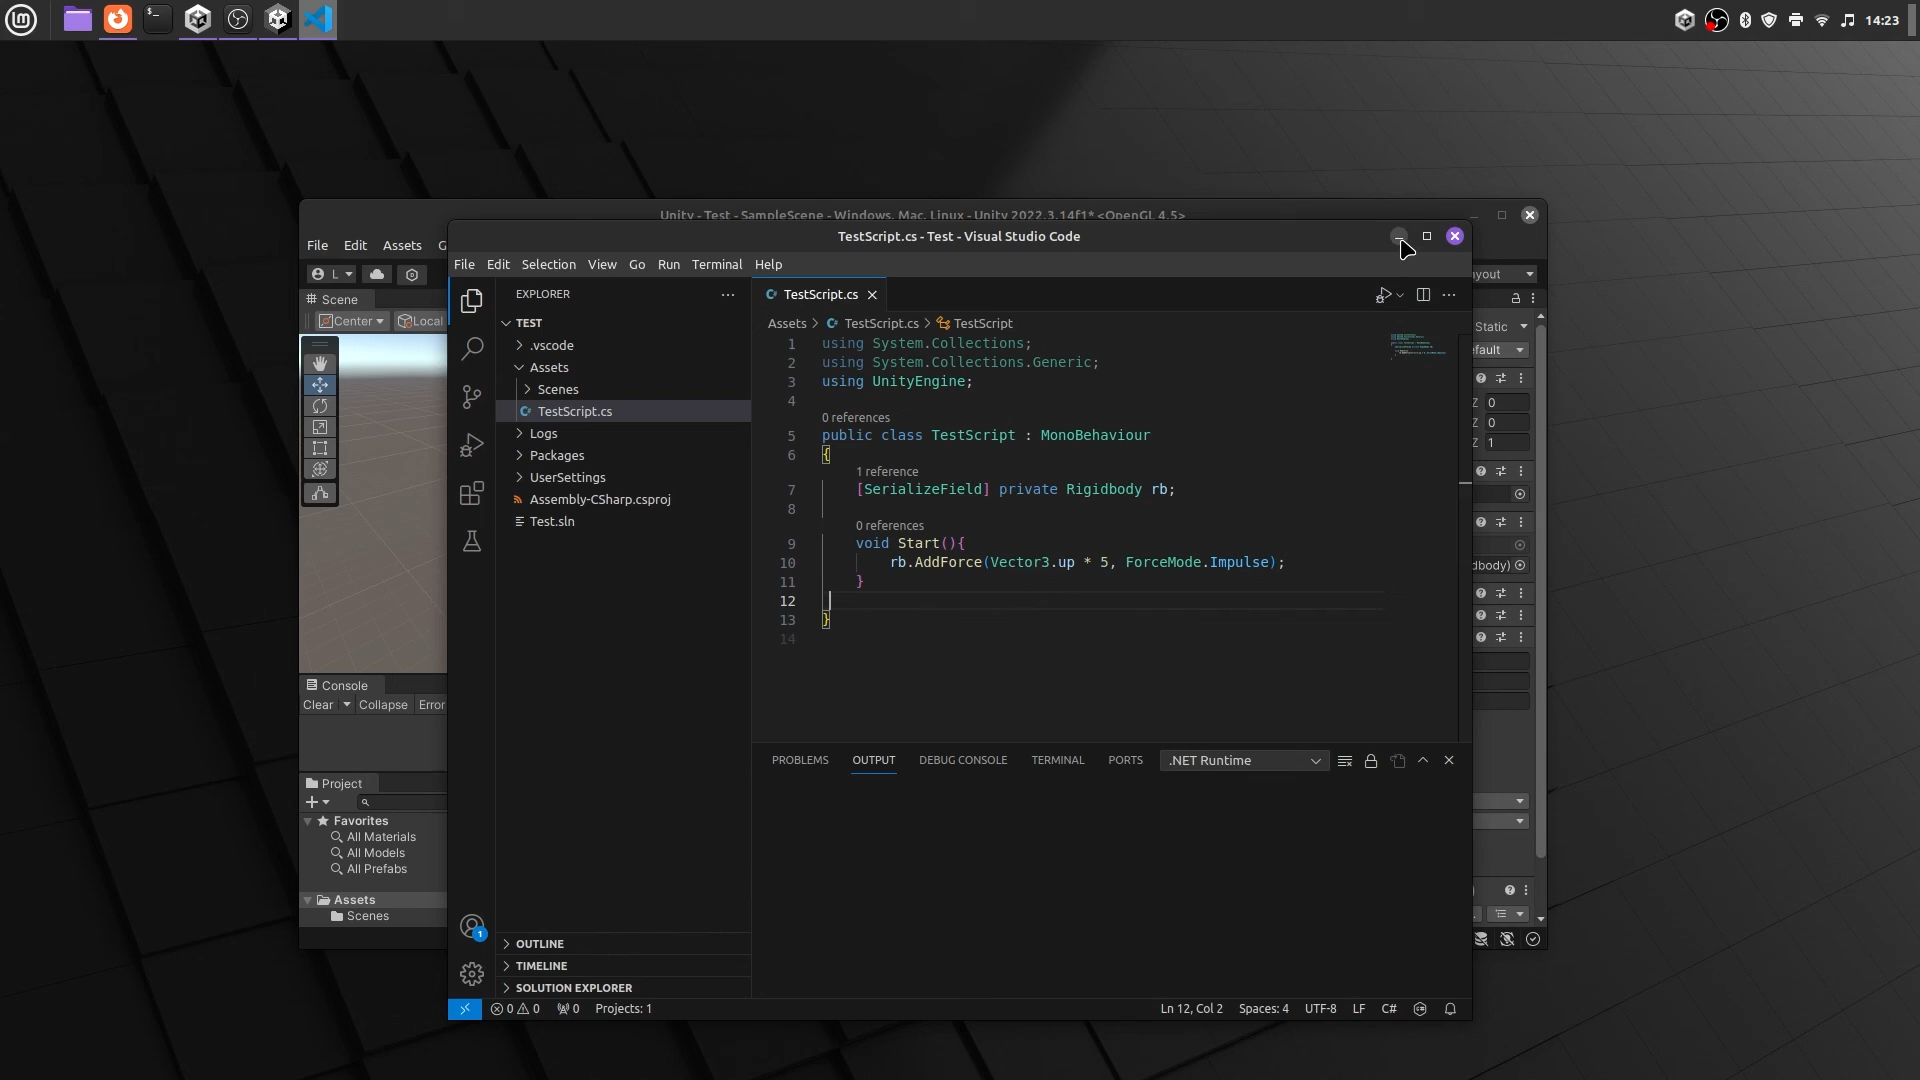 14:23
Unity - Test - SampleScene - Windows, Mac, Linux - Unity 2022.3.14f1* <OpenGL 4.5>
File Edit Assets G
L
Scene
Center Local
Console
Clear Collapse Error
Project
Favorites
All Materials
All Models
All Prefabs
Assets
Scenes
TestScript.cs - Test - Visual Studio Code
File Edit Selection View Go Run Terminal Help
EXPLORER
TEST
.vscode
Assets
Scenes
TestScript.cs
Logs
Packages
UserSettings
Assembly-CSharp.csproj
Test.sln
OUTLINE
TIMELINE
SOLUTION EXPLORER
1
TestScript.cs
Assets > TestScript.cs > TestScript
1 using System.Collections;
2 using System.Collections.Generic;
3 using UnityEngine;
4
0 references
5 public class TestScript : MonoBehaviour
6 {
1 reference
7 [SerializeField] private Rigidbody rb;
8
0 references
9 void Start(){
10 rb.AddForce(Vector3.up * 5, ForceMode.Impulse);
11 }
12
13 }
14
PROBLEMS OUTPUT DEBUG CONSOLE TERMINAL PORTS .NET Runtime
0 0 0 Projects: 1
Ln 12, Col 2 Spaces: 4 UTF-8 LF C#
yout
Static
efault
Z 0
Z 0
Z 1
dbody)